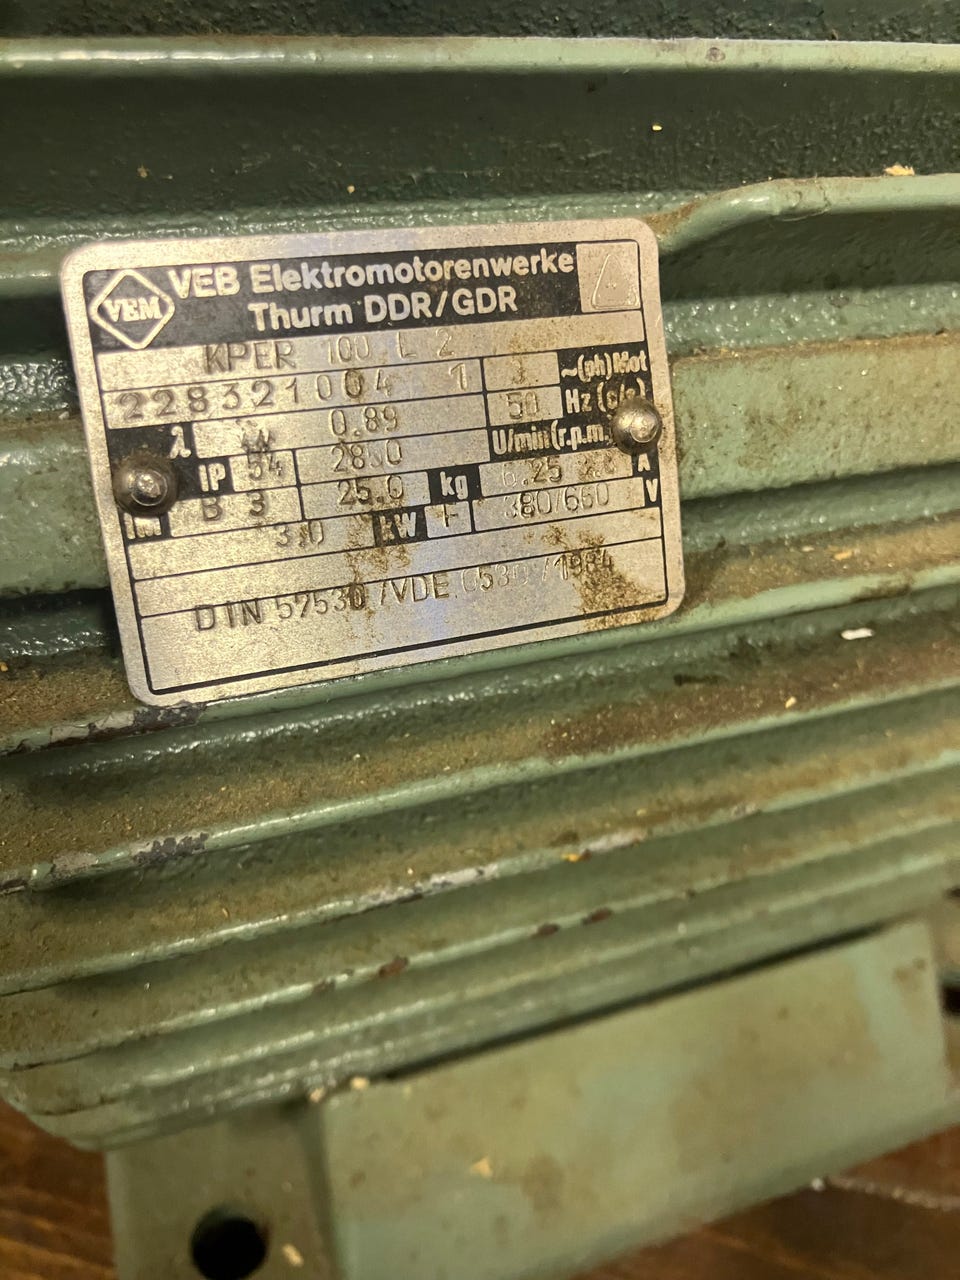 VEM VEB Elektromotorenwerke
Thurm DDR/GDR
KPER 100 L 2
228321004 1 3 ~(ph)Mot
λ 0.89 50 Hz (c/s)
IP 54 U/min(r.p.m.)
B 3 25.0 kg 6.25 A
3.0 kW 380/660 V
DIN 57530 /VDE 0530 /1984